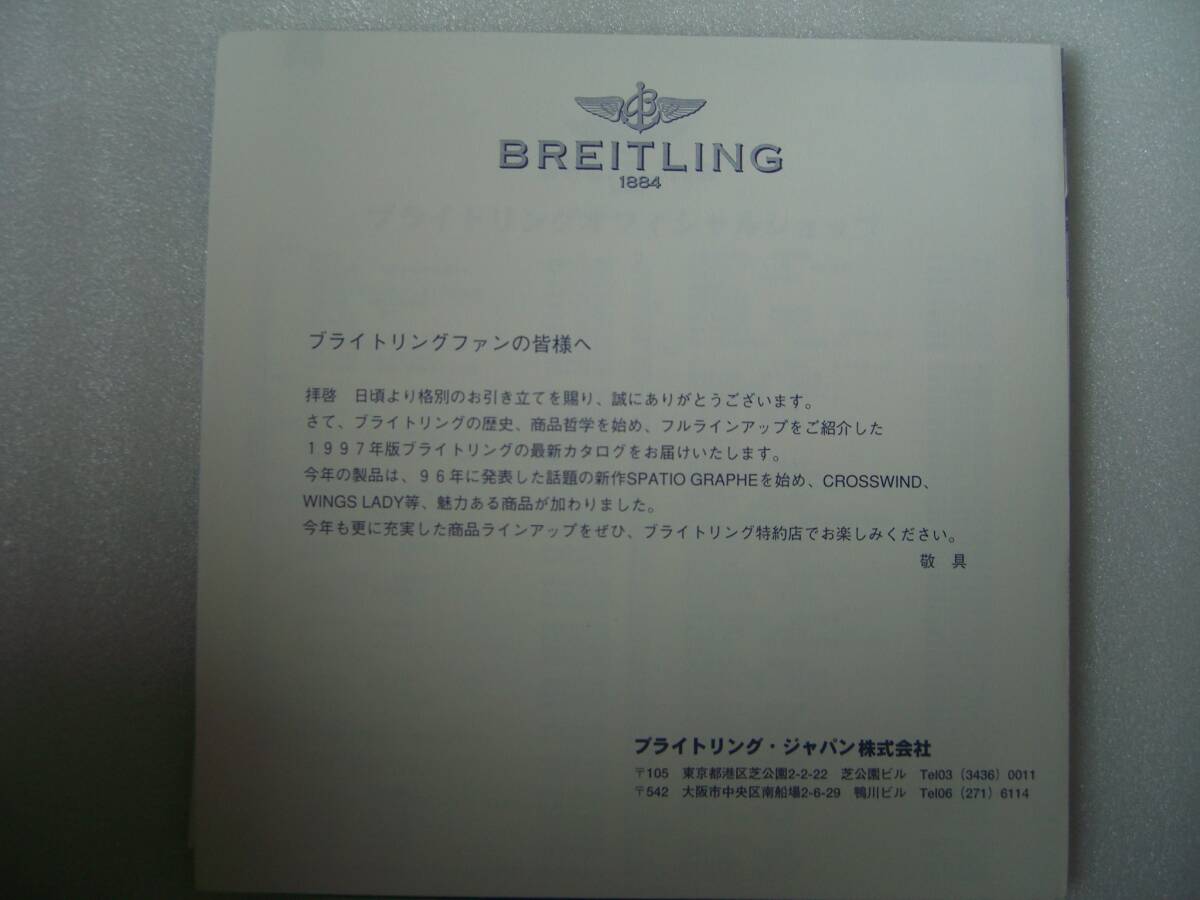 BREITLING
1884
ブライトリングファンの皆様へ
拝啓　日頃より格別のお引き立てを賜り、誠にありがとうございます。
さて、ブライトリングの歴史、商品哲学を始め、フルラインアップをご紹介した
１９９７年版ブライトリングの最新カタログをお届けいたします。
今年の製品は、９６年に発表した話題の新作SPATIO GRAPHEを始め、CROSSWIND、
WINGS LADY等、魅力ある商品が加わりました。
今年も更に充実した商品ラインアップをぜひ、ブライトリング特約店でお楽しみください。
敬　具
ブライトリング・ジャパン株式会社
〒105　東京都港区芝公園2-2-22　芝公園ビル　Tel03（3436）0011
〒542　大阪市中央区南船場2-6-29　鴨川ビル　Tel06（271）6114